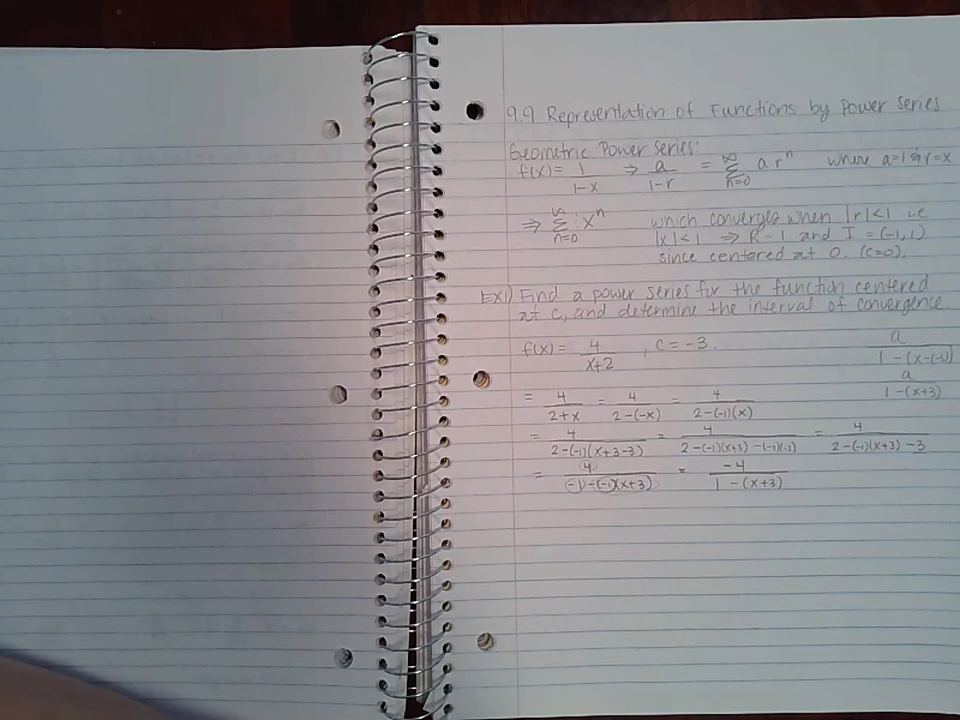 9.9 Representation of Functions by Power Series
Geometric Power Series:
f(x) = 1/(1-x) ⇒ a/(1-r) = ∞Σn=0 a rⁿ where a=1 & r=x
⇒ ∞Σn=0 xⁿ which converges when |r|<1 i.e
|x|<1 ⇒ R=1 and I = (-1,1)
since centered at 0. (c=0).
EX1) Find a power series for the function centered
at c, and determine the interval of convergence
f(x) = 4/(x+2) , c = -3. a/(1-(x-(-3)))
a/(1-(x+3))
= 4/(2+x) = 4/(2-(-x)) = 4/(2-(-1)(x))
= 4/(2-(-1)(x+3-3)) = 4/(2-(-1)(x+3)-(-1)(-3)) = 4/(2-(-1)(x+3)-3)
= 4/(-1-(-1)(x+3)) = -4/(1-(x+3))